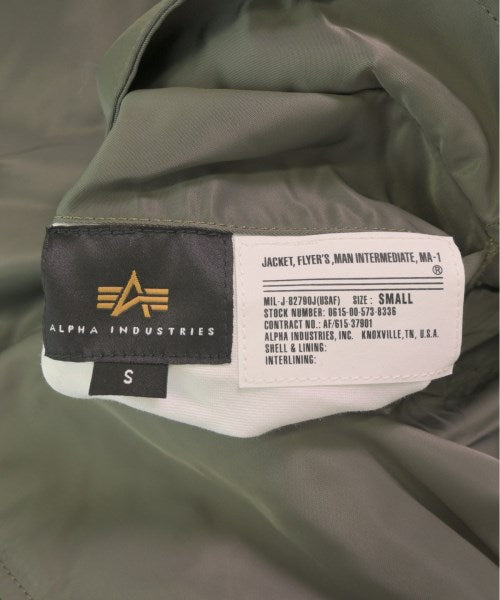 ALPHA INDUSTRIES
S
JACKET, FLYER'S ,MAN INTERMEDIATE, MA-1
®
MIL-J-82790J(USAF) SIZE : SMALL
STOCK NUMBER: 0615-00-573-8336
CONTRACT NO.: AF/615-37901
ALPHA INDUSTRIES, INC. KNOXVILLE, TN, U.S.A.
SHELL & LINING:
INTERLINING: